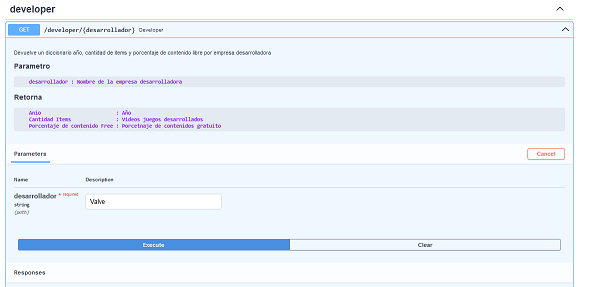 developer
GET /developer/{desarrollador} Developer
Devuelve un diccionario año, cantidad de items y porcentaje de contenido libre por empresa desarrolladora
Parametro
desarrollador : Nombre de la empresa desarrolladora
Retorna
Anio : Año
Cantidad Items : Videos juegos desarrollados
Porcentaje de contenido Free : Porcetnaje de contenidos gratuito
Parameters Cancel
Name Description
desarrollador * required
string
(path)
Valve
Execute Clear
Responses